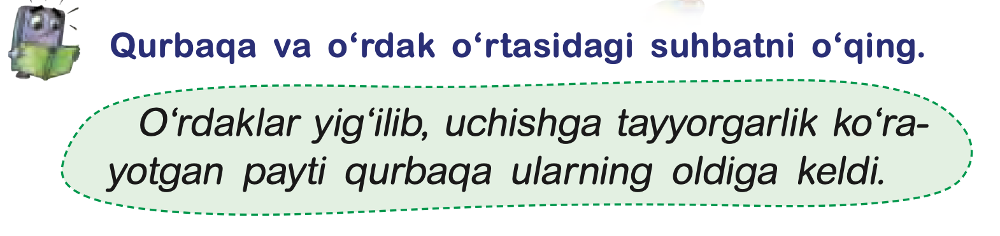 Qurbaqa va o‘rdak o‘rtasidagi suhbatni o‘qing.
O‘rdaklar yig‘ilib, uchishga tayyorgarlik ko‘ra-
yotgan payti qurbaqa ularning oldiga keldi.